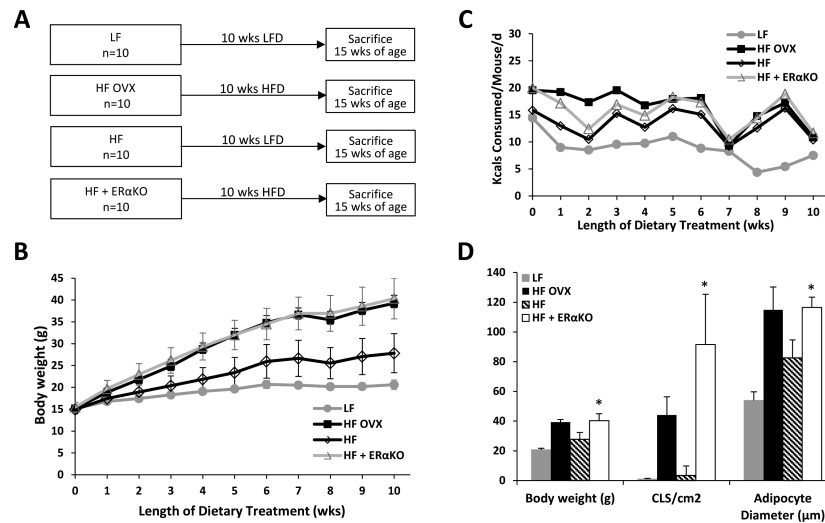 A
LF
n=10
10 wks LFD
Sacrifice
15 wks of age
HF OVX
n=10
10 wks HFD
Sacrifice
15 wks of age
HF
n=10
10 wks LFD
Sacrifice
15 wks of age
HF + ERαKO
n=10
10 wks HFD
Sacrifice
15 wks of age
B
Body weight (g)
45
40
35
30
25
20
15
10
5
0
0 1 2 3 4 5 6 7 8 9 10
Length of Dietary Treatment (wks)
LF
HF OVX
HF
HF + ERαKO
C
Kcals Consumed/Mouse/d
35
30
25
20
15
10
5
0
0 1 2 3 4 5 6 7 8 9 10
Length of Dietary Treatment (wks)
LF
HF OVX
HF
HF + ERαKO
D
140
120
100
80
60
40
20
0
LF
HF OVX
HF
HF + ERαKO
* * *
Body weight (g) CLS/cm2 Adipocyte
Diameter (μm)